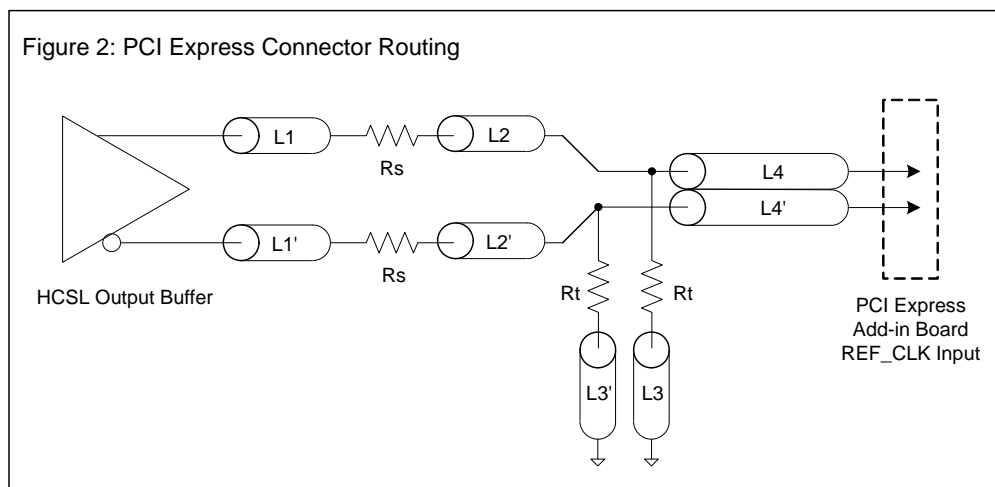 Figure 2: PCI Express Connector Routing
L1
Rs
L2
L4
L4'
L1'
Rs
L2'
HCSL Output Buffer
Rt
Rt
L3'
L3
PCI Express
Add-in Board
REF_CLK Input